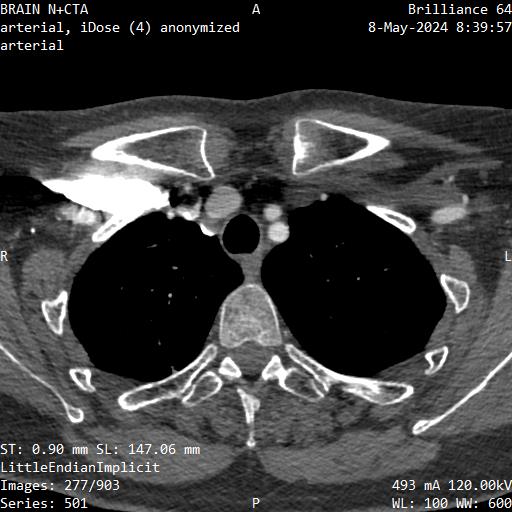 BRAIN N+CTA
A
Brilliance 64
arterial, iDose (4) anonymized
8-May-2024 8:39:57
arterial
R
L
ST: 0.90 mm SL: 147.06 mm
LittleEndianImplicit
Images: 277/903
493 mA 120.00kV
Series: 501
P
WL: 100 WW: 600